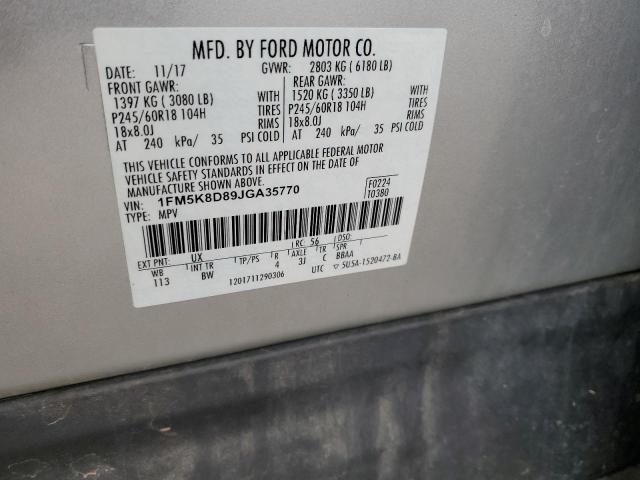 MFD. BY FORD MOTOR CO.
DATE: 11/17 GVWR: 2803 KG ( 6180 LB)
FRONT GAWR: REAR GAWR:
1397 KG ( 3080 LB) WITH 1520 KG ( 3350 LB) WITH
P245/60R18 104H TIRES P245/60R18 104H TIRES
18x8.0J RIMS 18x8.0J RIMS
AT 240 kPa/ 35 PSI COLD AT 240 kPa/ 35 PSI COLD
THIS VEHICLE CONFORMS TO ALL APPLICABLE FEDERAL MOTOR
VEHICLE SAFETY STANDARDS IN EFFECT ON THE DATE OF
MANUFACTURE SHOWN ABOVE.
VIN: 1FM5K8D89JGA35770 F0224
TYPE: MPV T0380
EXT PNT: UX RC: 56 DSO:
WB INT TR TP/PS R AXLE TR SPR
113 BW 4 3J C BBAA
1201711290306 UTC ▽ 5U5A-1520472-BA